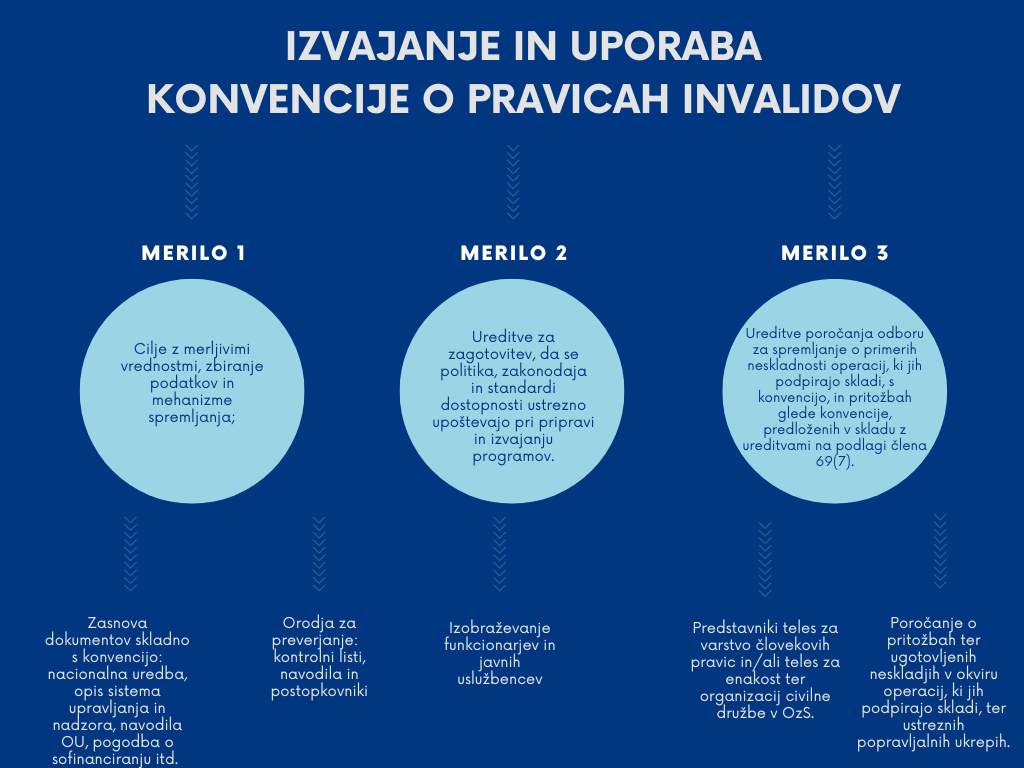 IZVAJANJE IN UPORABA
KONVENCIJE O PRAVICAH INVALIDOV
MERILO 1
Cilje z merljivimi
vrednostmi, zbiranje
podatkov in
mehanizme
spremljanja;
MERILO 2
Ureditve za
zagotovitev, da se
politika, zakonodaja
in standardi
dostopnosti ustrezno
upoštevajo pri pripravi
in izvajanju
programov.
MERILO 3
Ureditve poročanja odboru
za spremljanje o primerih
neskladnosti operacij, ki jih
podpirajo skladi, s
konvencijo, in pritožbah
glede konvencije,
predloženih v skladu z
ureditvami na podlagi člena
69(7).
Zasnova
dokumentov skladno
s konvencijo:
nacionalna uredba,
opis sistema
upravljanja in
nadzora, navodila
OU, pogodba o
sofinanciranju itd.
Orodja za
preverjanje:
kontrolni listi,
navodila in
postopkovniki
Izobraževanje
funkcionarjev in
javnih
uslužbencev
Predstavniki teles za
varstvo človekovih
pravic in/ali teles za
enakost ter
organizacij civilne
družbe v OzS.
Poročanje o
pritožbah ter
ugotovljenih
neskladjih v okviru
operacij, ki jih
podpirajo skladi, ter
ustreznih
popravljalnih ukrepih.